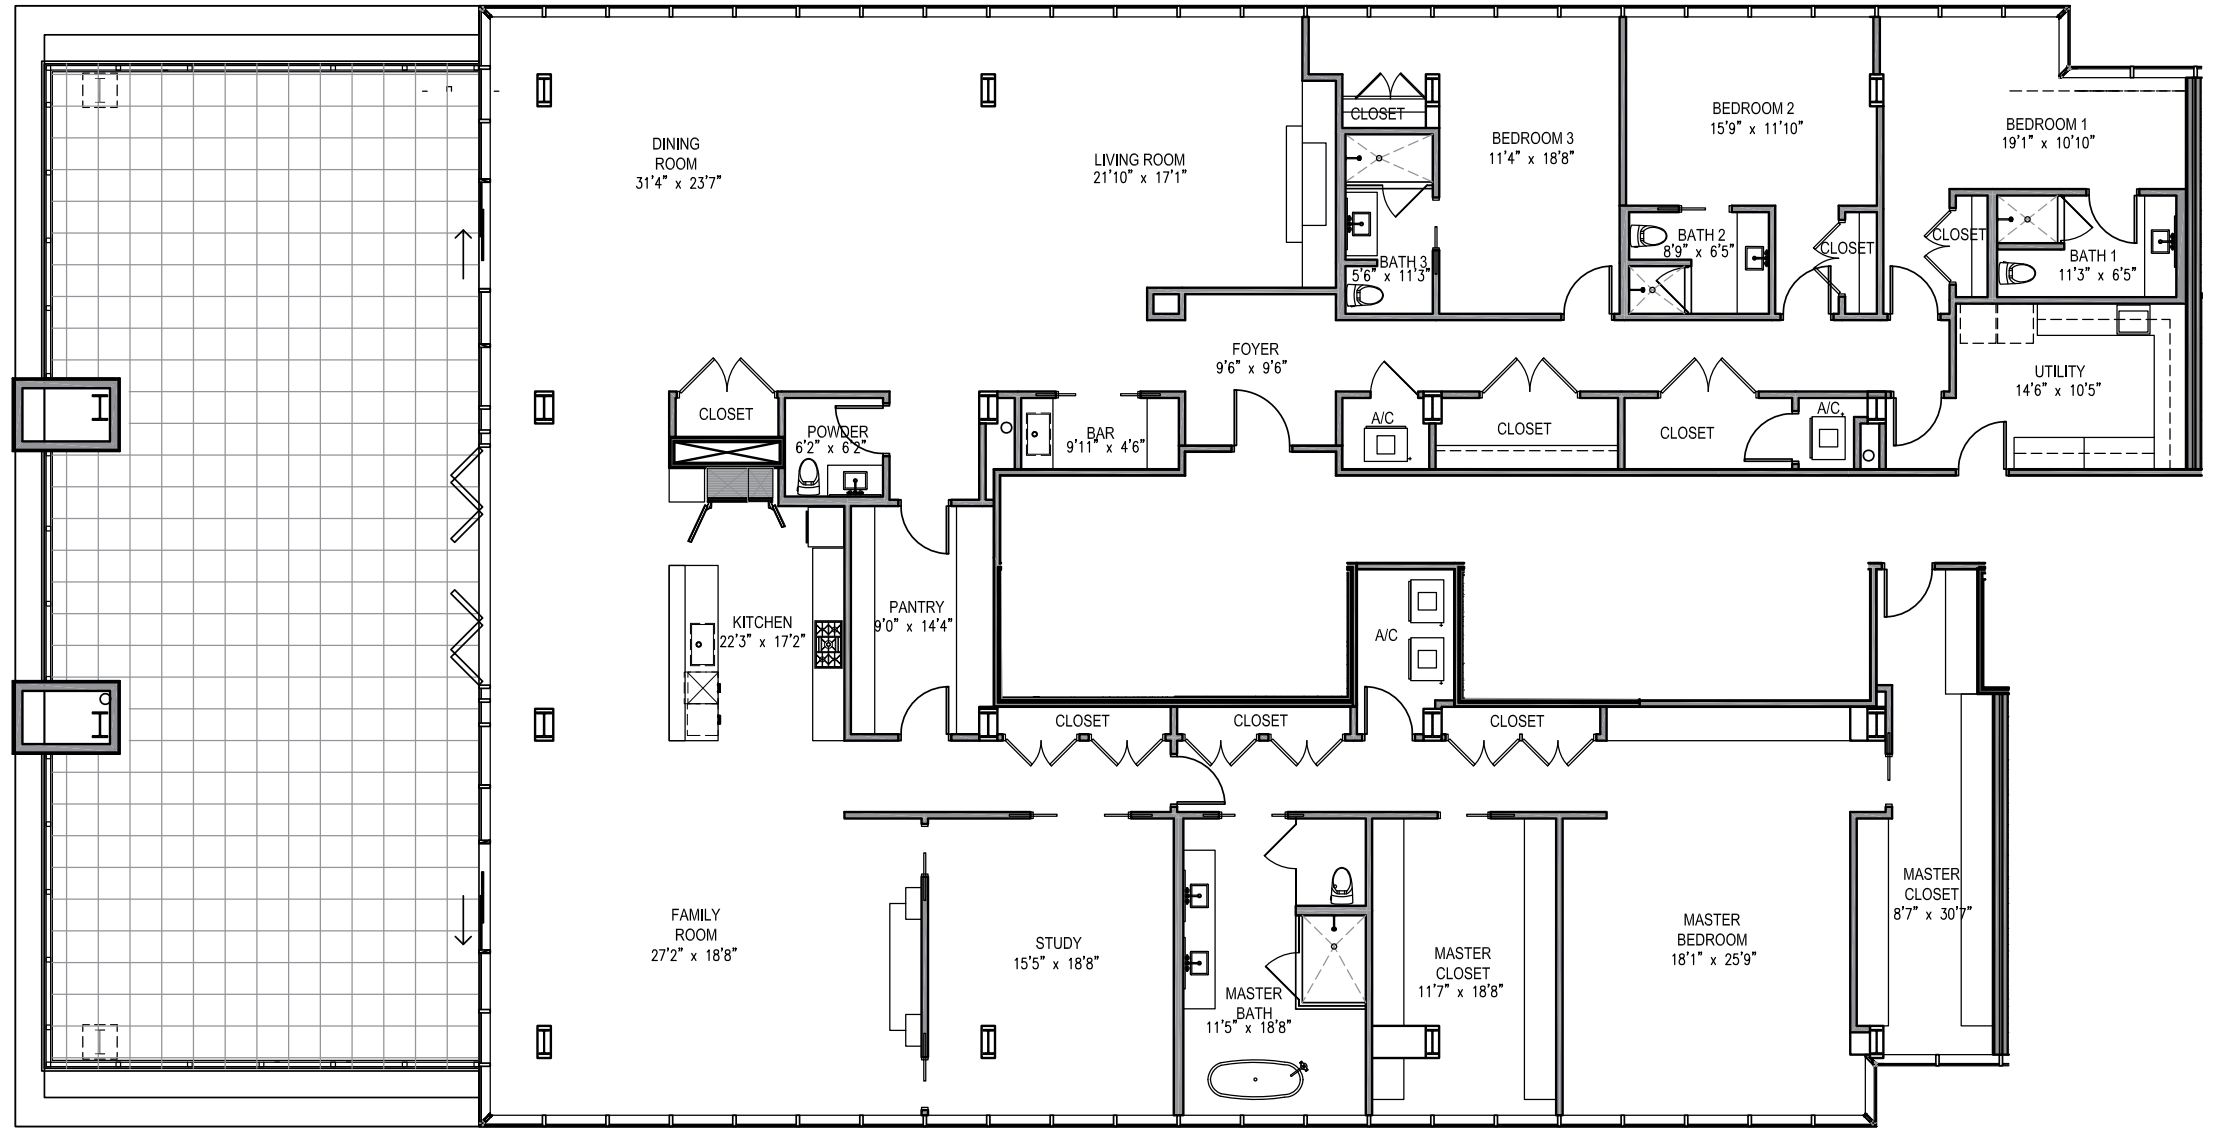 DINING
ROOM
31'4" x 23'7"
LIVING ROOM
21'10" x 17'1"
CLOSET
BEDROOM 3
11'4" x 18'8"
BEDROOM 2
15'9" x 11'10"
BEDROOM 1
19'1" x 10'10"
BATH 3
5'6" x 11'3"
BATH 2
8'9" x 6'5"
CLOSET
CLOSET
BATH 1
11'3" x 6'5"
FOYER
9'6" x 9'6"
UTILITY
14'6" x 10'5"
CLOSET
POWDER
6'2" x 6'2"
BAR
9'11" x 4'6"
A/C
CLOSET
CLOSET
A/C
KITCHEN
22'3" x 17'2"
PANTRY
9'0" x 14'4"
A/C
CLOSET
CLOSET
CLOSET
FAMILY
ROOM
27'2" x 18'8"
STUDY
15'5" x 18'8"
MASTER
BATH
11'5" x 18'8"
MASTER
CLOSET
11'7" x 18'8"
MASTER
BEDROOM
18'1" x 25'9"
MASTER
CLOSET
8'7" x 30'7"